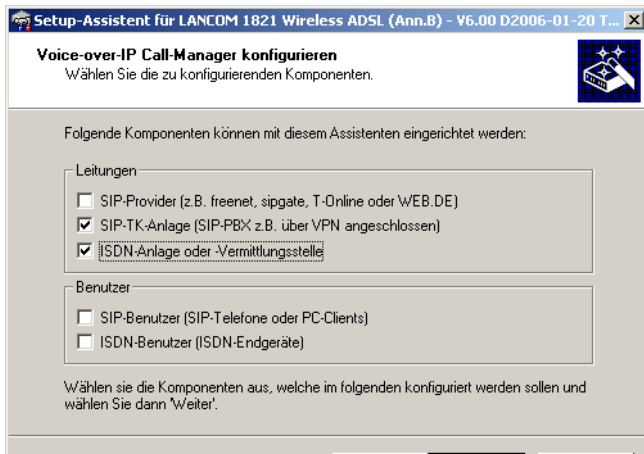 Setup-Assistent für LANCOM 1821 Wireless ADSL (Ann.B) - V6.00 D2006-01-20 T...
Voice-over-IP Call-Manager konfigurieren
Wählen Sie die zu konfigurierenden Komponenten.
Folgende Komponenten können mit diesem Assistenten eingerichtet werden:
Leitungen
SIP-Provider (z.B. freenet, sipgate, T-Online oder WEB.DE)
SIP-TK-Anlage (SIP-PBX z.B. über VPN angeschlossen)
ISDN-Anlage oder -Vermittlungsstelle
Benutzer
SIP-Benutzer (SIP-Telefone oder PC-Clients)
ISDN-Benutzer (ISDN-Endgeräte)
Wählen sie die Komponenten aus, welche im folgenden konfiguriert werden sollen und
wählen Sie dann 'Weiter'.